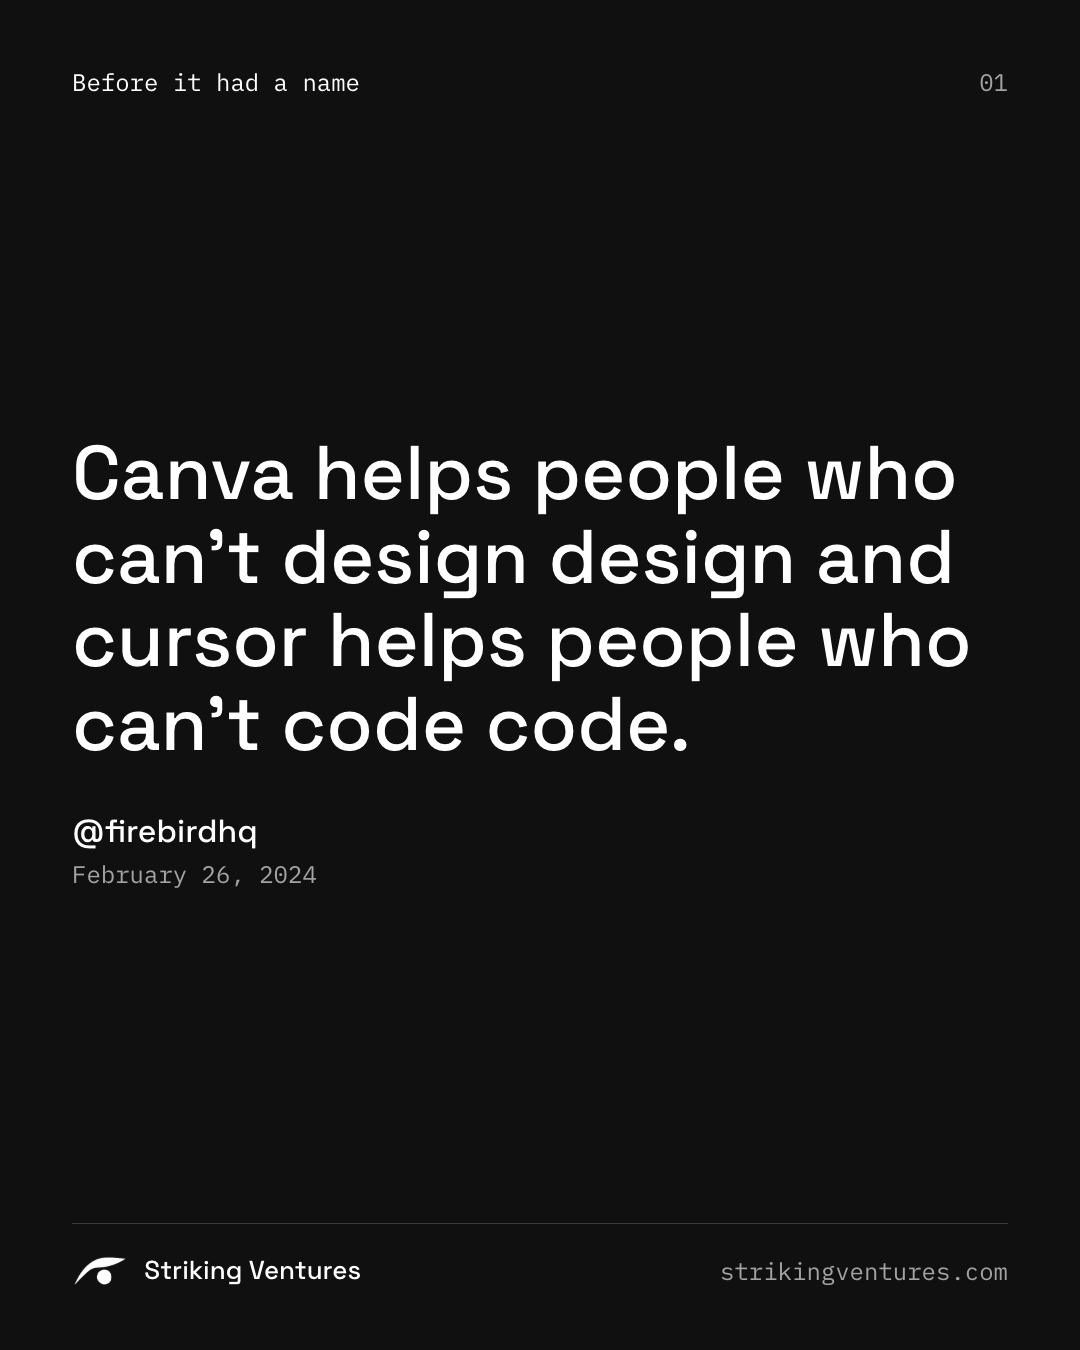 Before it had a name
01
Canva helps people who
can’t design design and
cursor helps people who
can’t code code.
@firebirdhq
February 26, 2024
Striking Ventures
strikingventures.com